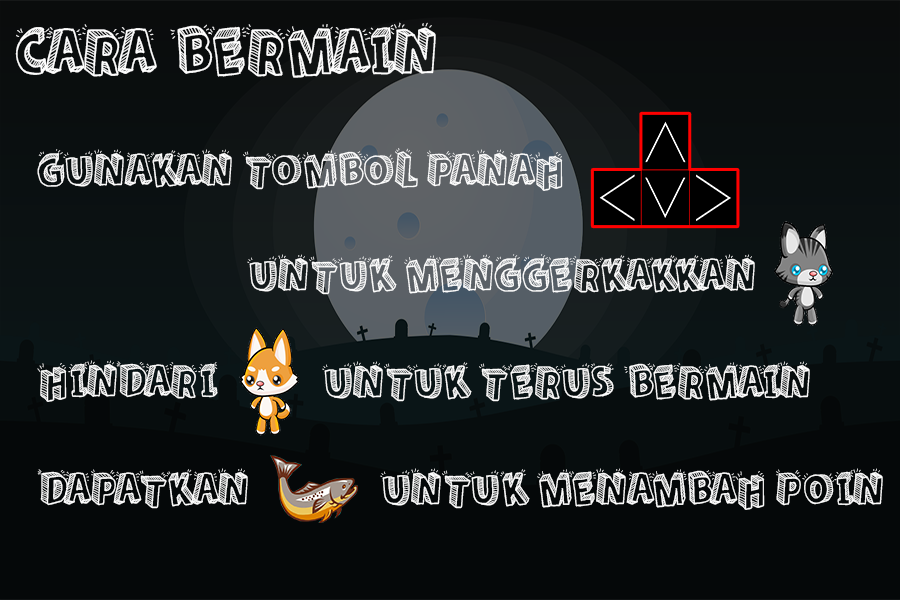 CARA BERMAIN
GUNAKAN TOMBOL PANAH
UNTUK MENGGERKAKKAN
HINDARI UNTUK TERUS BERMAIN
DAPATKAN UNTUK MENAMBAH POIN